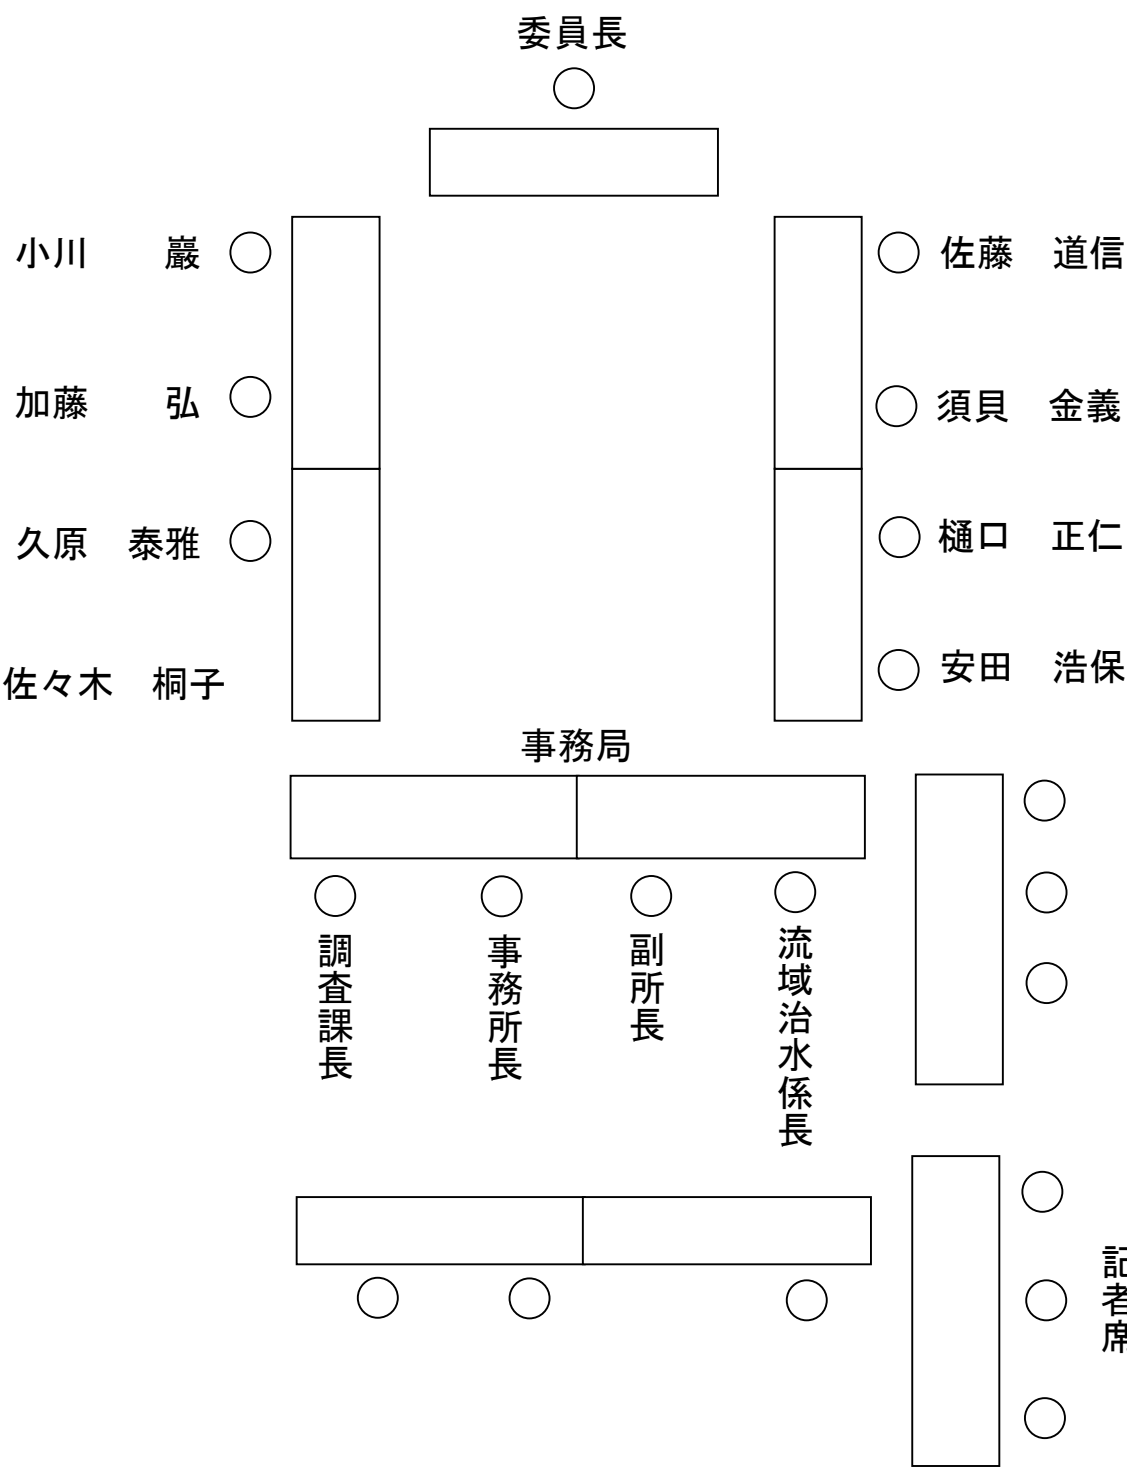 委員長
小川　　巖
佐藤　道信
加藤　　弘
須貝　金義
久原　泰雅
樋口　正仁
佐々木　桐子
安田　浩保
事務局
調査課長
事務所長
副所長
流域治水係長
記者席